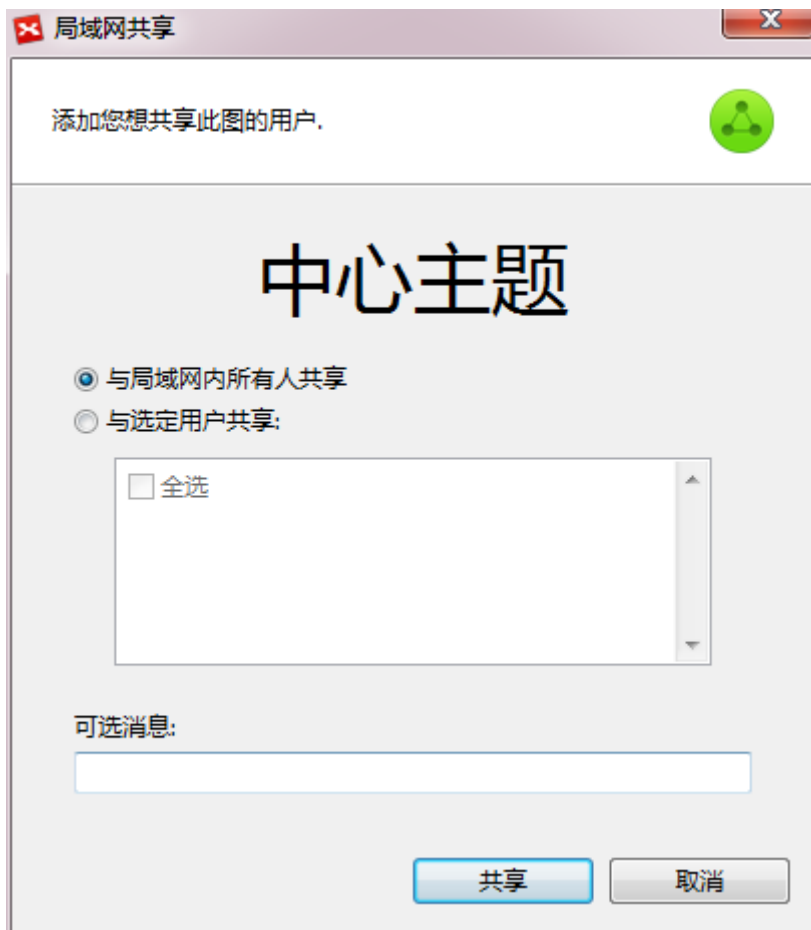 局域网共享
添加您想共享此图的用户.
中心主题
与局域网内所有人共享
与选定用户共享:
全选
可选消息:
共享
取消